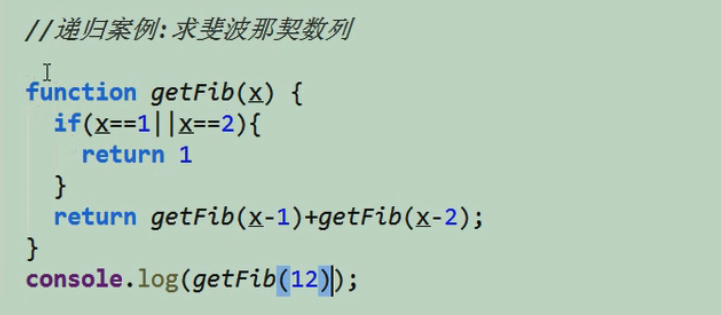 //递归案例:求斐波那契数列
function getFib(x) {
if(x==1||x==2){
return 1
}
return getFib(x-1)+getFib(x-2);
}
console.log(getFib(12));